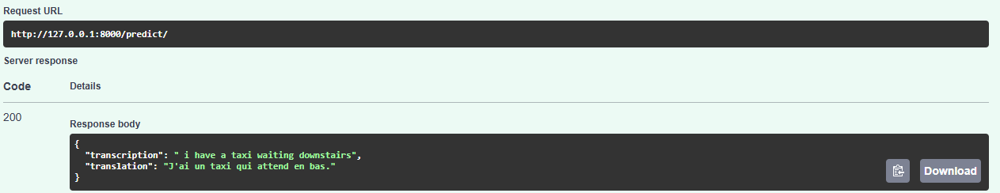 Request URL
http://127.0.0.1:8000/predict/
Server response
Code Details
200
Response body
{
"transcription": " i have a taxi waiting downstairs",
"translation": "J'ai un taxi qui attend en bas."
}
Download